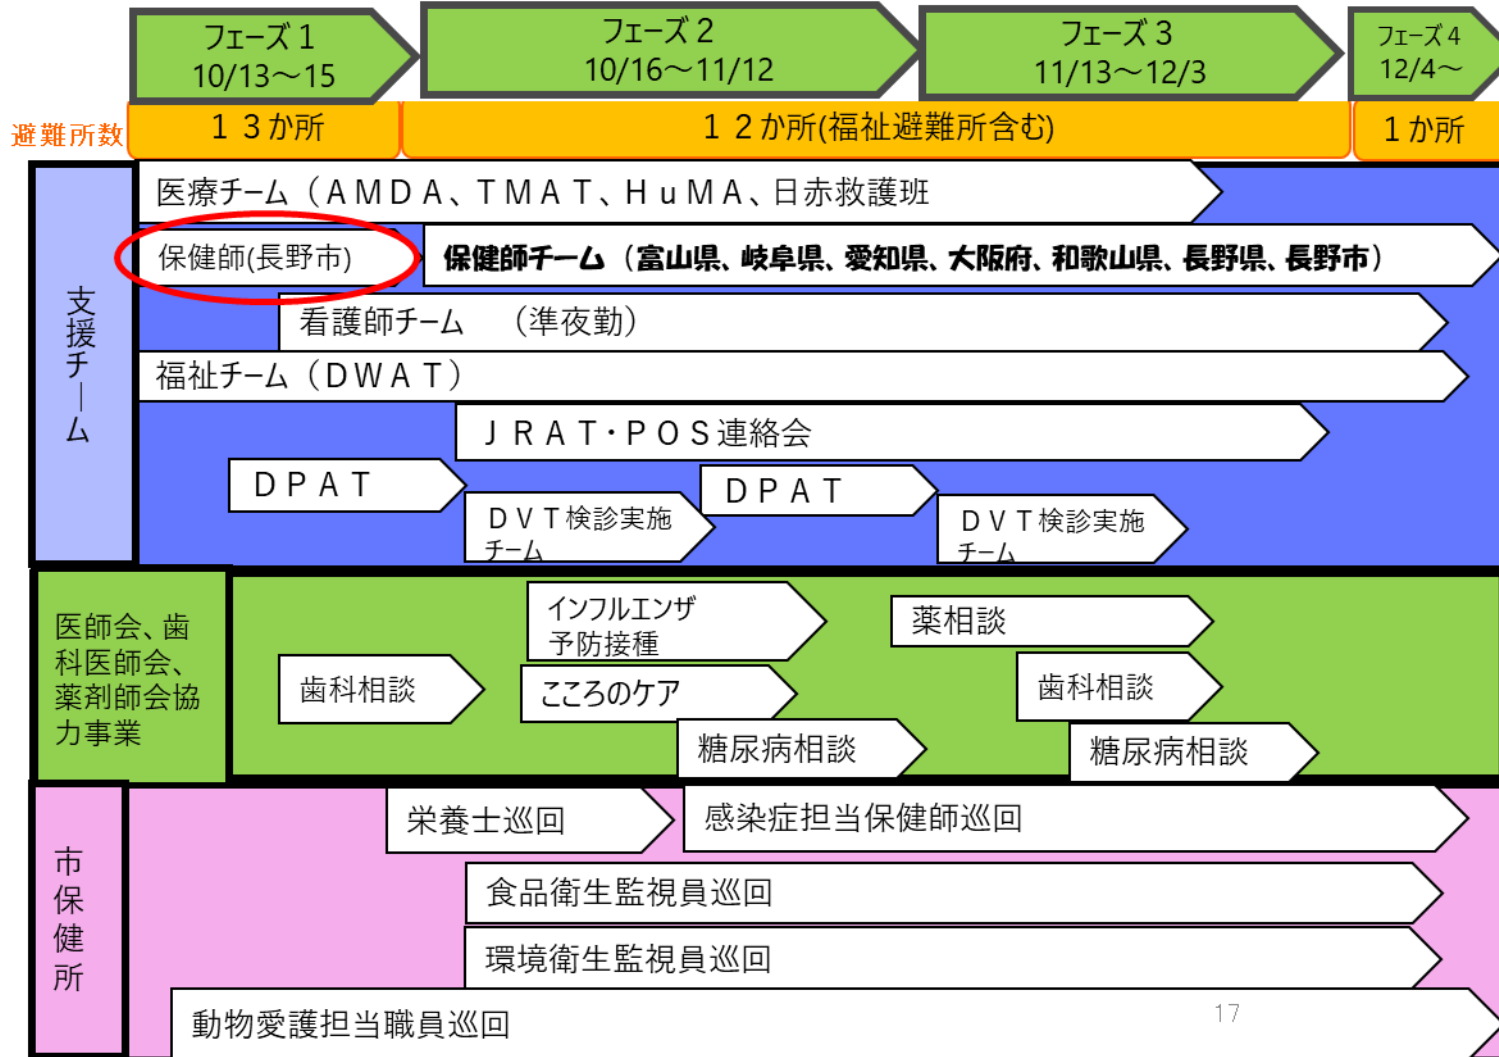 フェーズ１
10/13～15
フェーズ２
10/16～11/12
フェーズ３
11/13～12/3
フェーズ４
12/4～
避難所数
１３か所
１２か所(福祉避難所含む)
１か所
支援チーム
医療チーム（ＡＭＤＡ、ＴＭＡＴ、ＨｕＭＡ、日赤救護班
保健師(長野市)
保健師チーム（富山県、岐阜県、愛知県、大阪府、和歌山県、長野県、長野市）
看護師チーム　（準夜勤）
福祉チーム（ＤＷＡＴ）
ＪＲＡＴ・ＰＯＳ連絡会
ＤＰＡＴ
ＤＶＴ検診実施
チーム
ＤＰＡＴ
ＤＶＴ検診実施
チーム
医師会、歯
科医師会、
薬剤師会協
力事業
インフルエンザ
予防接種
薬相談
歯科相談
こころのケア
歯科相談
糖尿病相談
糖尿病相談
市保健所
栄養士巡回
感染症担当保健師巡回
食品衛生監視員巡回
環境衛生監視員巡回
動物愛護担当職員巡回
17